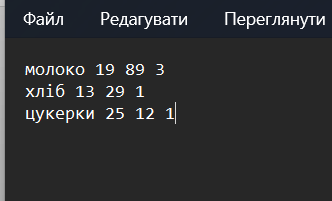 Файл Редагувати Переглянути
молоко 19 89 3
хліб 13 29 1
цукерки 25 12 1